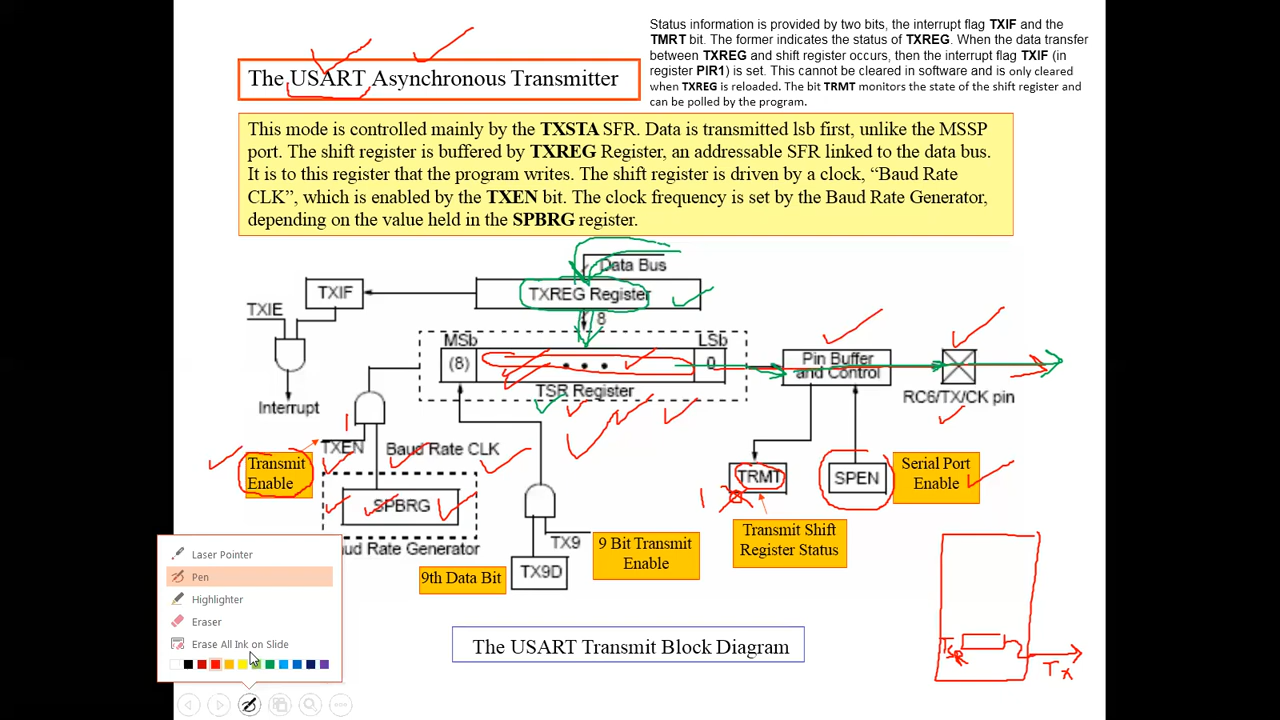 Status information is provided by two bits, the interrupt flag TXIF and the
TMRT bit. The former indicates the status of TXREG. When the data transfer
between TXREG and shift register occurs, then the interrupt flag TXIF (in
register PIR1) is set. This cannot be cleared in software and is only cleared
when TXREG is reloaded. The bit TRMT monitors the state of the shift register and
can be polled by the program.
The USART Asynchronous Transmitter
This mode is controlled mainly by the TXSTA SFR. Data is transmitted lsb first, unlike the MSSP
port. The shift register is buffered by TXREG Register, an addressable SFR linked to the data bus.
It is to this register that the program writes. The shift register is driven by a clock, “Baud Rate
CLK”, which is enabled by the TXEN bit. The clock frequency is set by the Baud Rate Generator,
depending on the value held in the SPBRG register.
Data Bus
TXIF
TXREG Register
TXIE
8
MSb
LSb
(8)
0
Pin Buffer
and Control
TSR Register
RC6/TX/CK pin
Interrupt
1
TXEN
Baud Rate CLK
Transmit
Enable
TRMT
SPEN
Serial Port
Enable
1
SPBRG
aud Rate Generator
Transmit Shift
Register Status
TX9
9 Bit Transmit
Enable
9th Data Bit
TX9D
Laser Pointer
Pen
Highlighter
Eraser
Erase All Ink on Slide
The USART Transmit Block Diagram
TSR
Tx